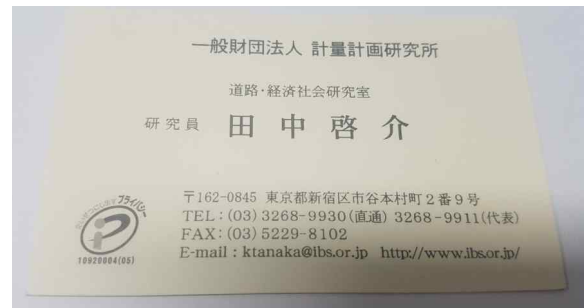 一般財団法人 計量計画研究所
道路・経済社会研究室
研究員 田中啓介
〒162-0845 東京都新宿区市谷本村町2番9号
TEL：(03)3268-9930(直通) 3268-9911(代表)
FAX：(03)5229-8102
E-mail：ktanaka@ibs.or.jp http://www.ibs.or.jp/
プライバシー
10920004(05)